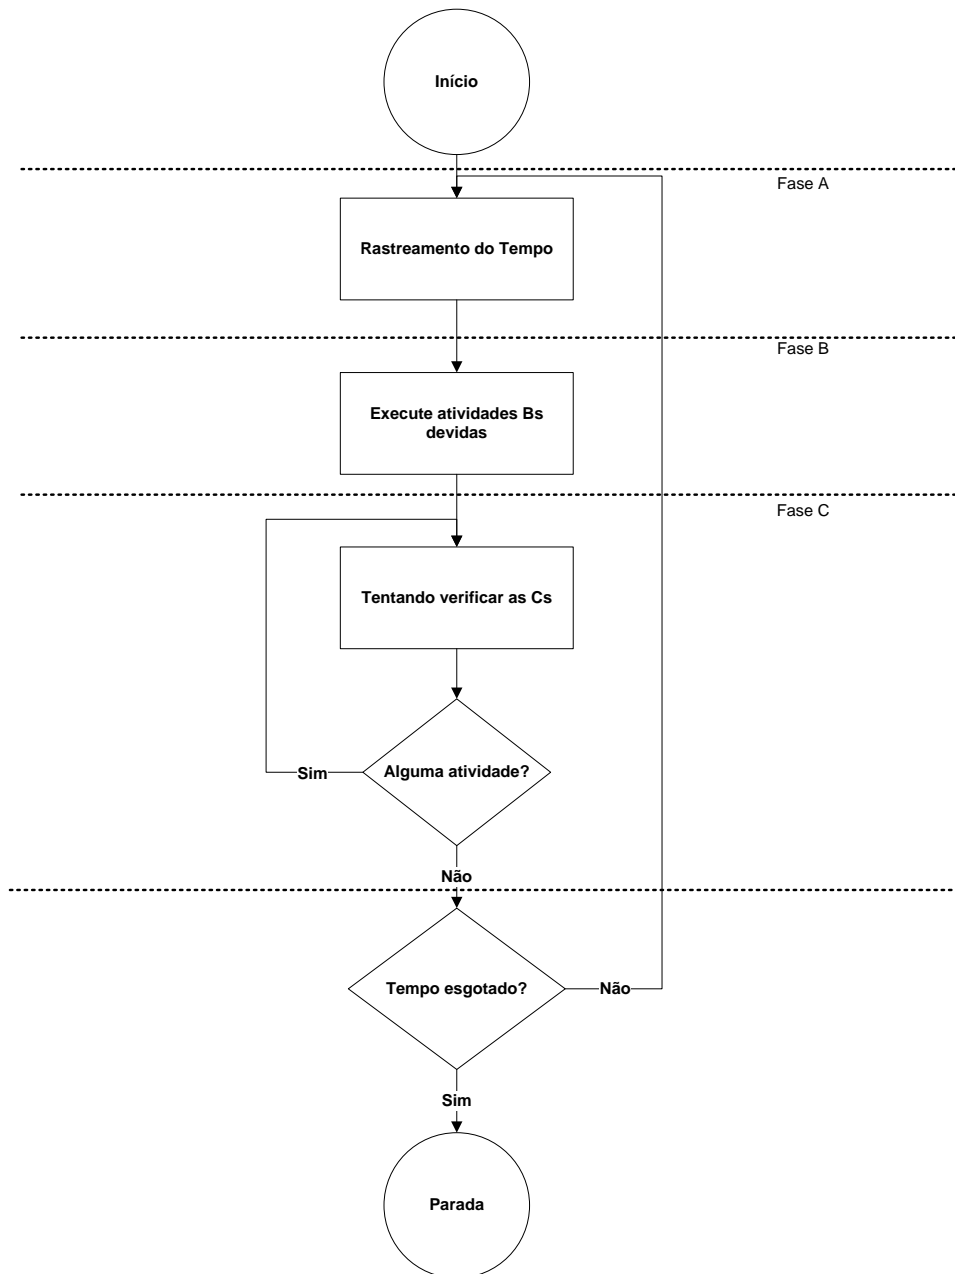 Início
Fase A
Rastreamento do Tempo
Fase B
Execute atividades Bs
devidas
Fase C
Tentando verificar as Cs
Alguma atividade?
Sim
Não
Tempo esgotado?
Não
Sim
Parada